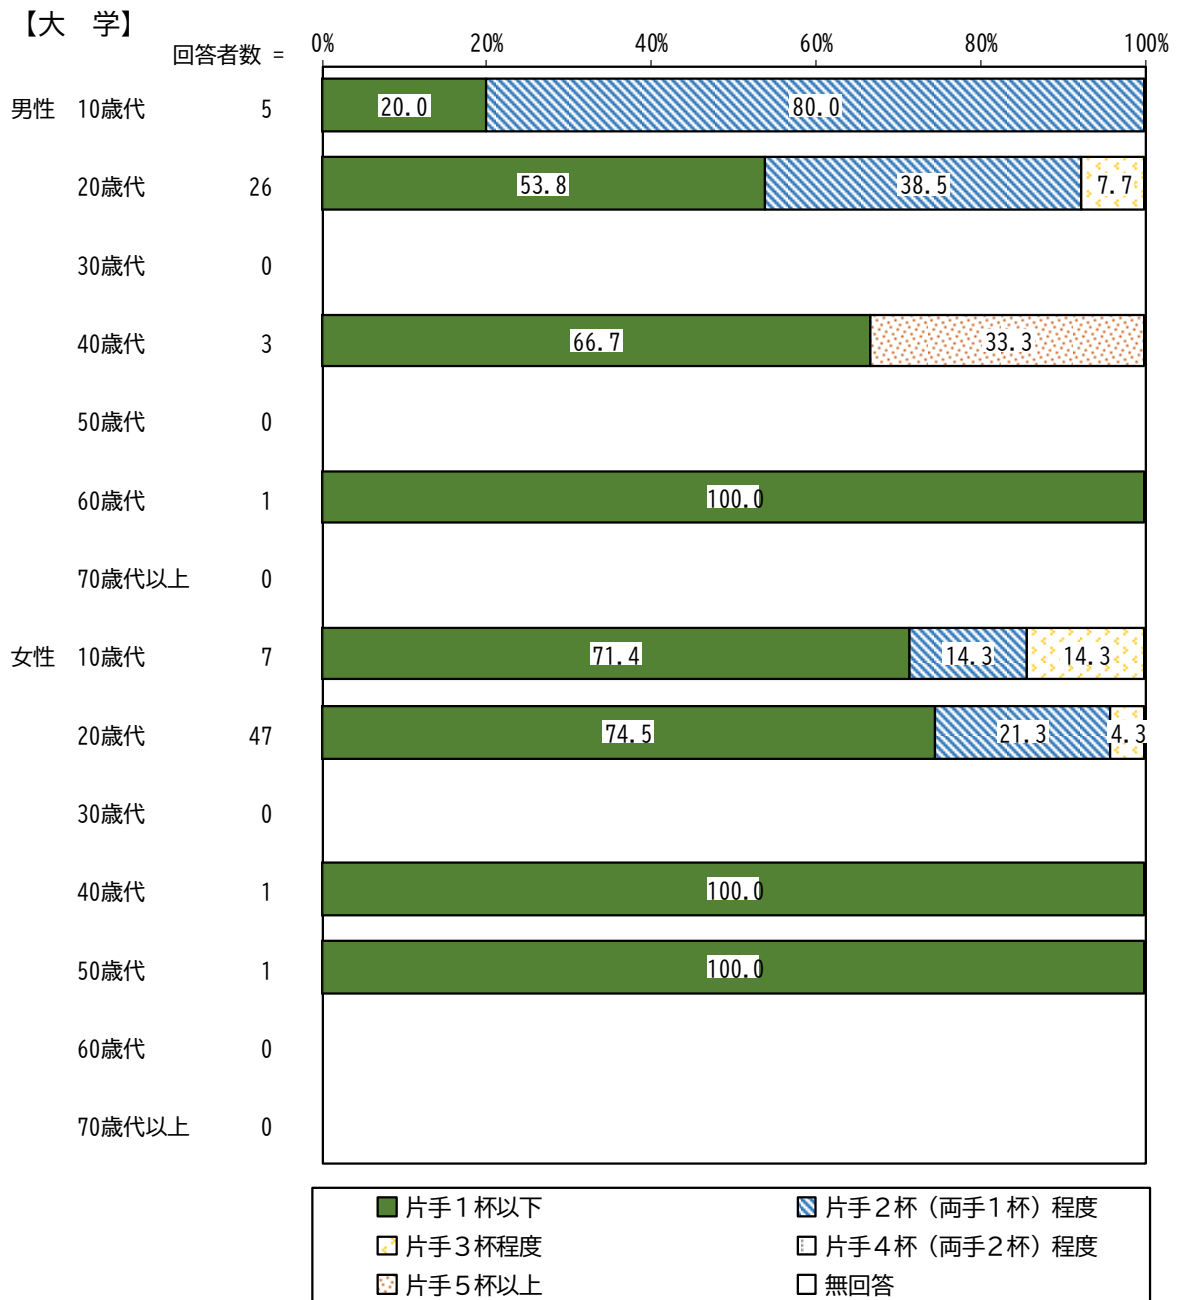 【大　学】
回答者数 = 0% 20% 40% 60% 80% 100%
男性 10歳代 5 20.0 80.0
20歳代 26 53.8 38.5 7.7
30歳代 0
40歳代 3 66.7 33.3
50歳代 0
60歳代 1 100.0
70歳代以上 0
女性 10歳代 7 71.4 14.3 14.3
20歳代 47 74.5 21.3 4.3
30歳代 0
40歳代 1 100.0
50歳代 1 100.0
60歳代 0
70歳代以上 0
片手１杯以下 片手２杯（両手１杯）程度
片手３杯程度 片手４杯（両手２杯）程度
片手５杯以上 無回答